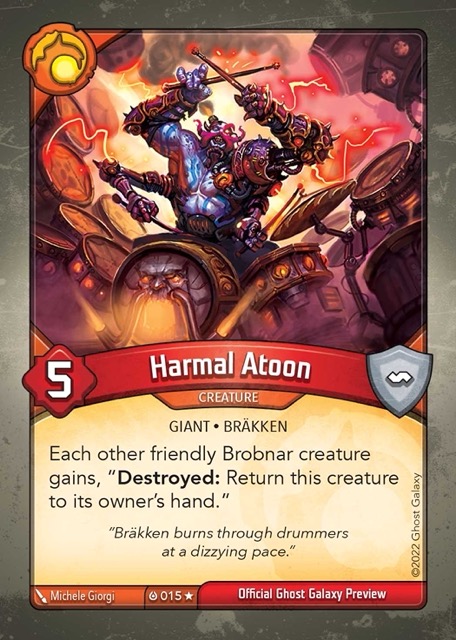 5
Harmal Atoon
CREATURE
GIANT • BRÄKKEN
Each other friendly Brobnar creature
gains, “Destroyed: Return this creature
to its owner’s hand.”
“Bräkken burns through drummers
at a dizzying pace.”
©2022 Ghost Galaxy
Michele Giorgi
015★
Official Ghost Galaxy Preview